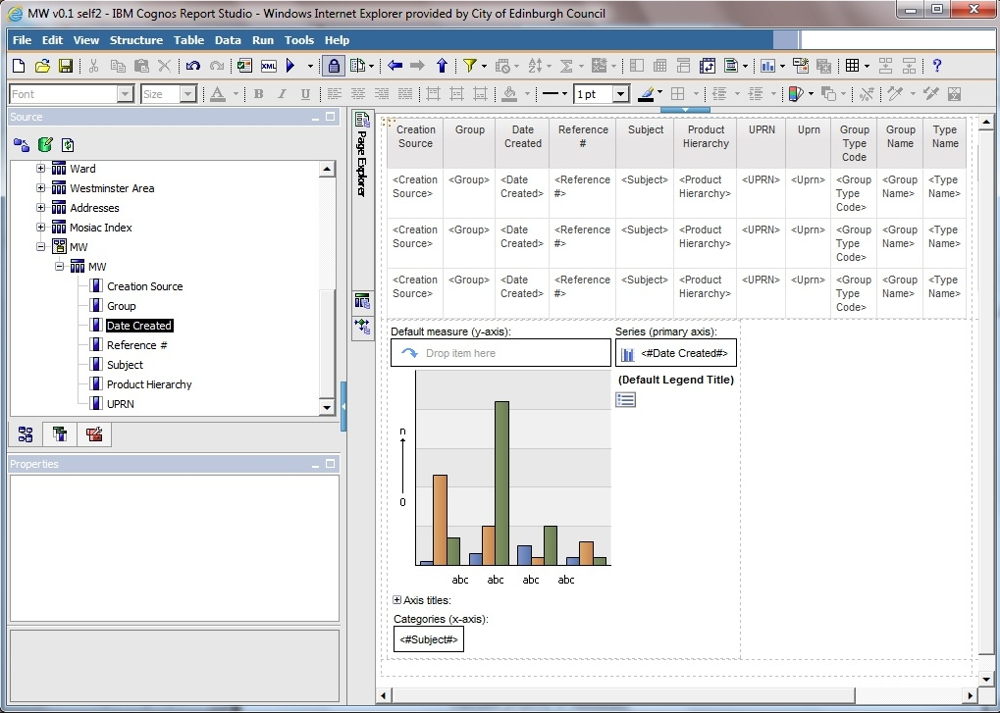 MW v0.1 self2 - IBM Cognos Report Studio - Windows Internet Explorer provided by City of Edinburgh Council
File Edit View Structure Table Data Run Tools Help
Font Size 1pt
Source
Ward
Westminster Area
Addresses
Mosiac Index
MW
MW
Creation Source
Group
Date Created
Reference #
Subject
Product Hierarchy
UPRN
Properties
Page Explorer
Creation Source Group Date Created Reference # Subject Product Hierarchy UPRN Uprn Group Type Code Group Name Type Name
<Creation Source> <Group> <Date Created> <Reference #> <Subject> <Product Hierarchy> <UPRN> <Uprn> <Group Type Code> <Group Name> <Type Name>
<Creation Source> <Group> <Date Created> <Reference #> <Subject> <Product Hierarchy> <UPRN> <Uprn> <Group Type Code> <Group Name> <Type Name>
<Creation Source> <Group> <Date Created> <Reference #> <Subject> <Product Hierarchy> <UPRN> <Uprn> <Group Type Code> <Group Name> <Type Name>
Default measure (y-axis): Series (primary axis):
Drop item here <#Date Created#>
(Default Legend Title)
n
0
abc abc abc abc
Axis titles:
Categories (x-axis):
<#Subject#>